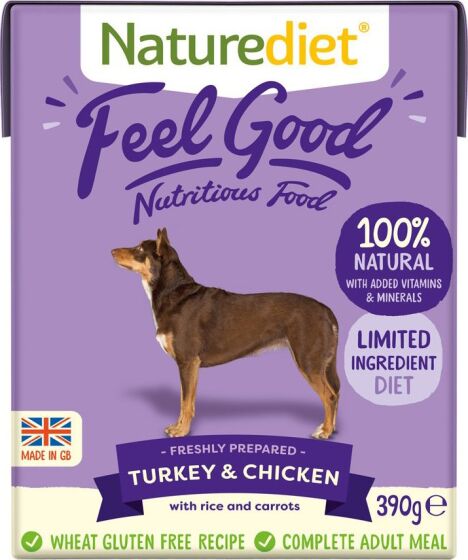 Naturediet®
Feel Good
Nutritious Food
100%
NATURAL
WITH ADDED VITAMINS
& MINERALS
LIMITED
INGREDIENT
DIET
MADE IN GB
- FRESHLY PREPARED -
TURKEY & CHICKEN
with rice and carrots
390g℮
WHEAT GLUTEN FREE RECIPE
COMPLETE ADULT MEAL